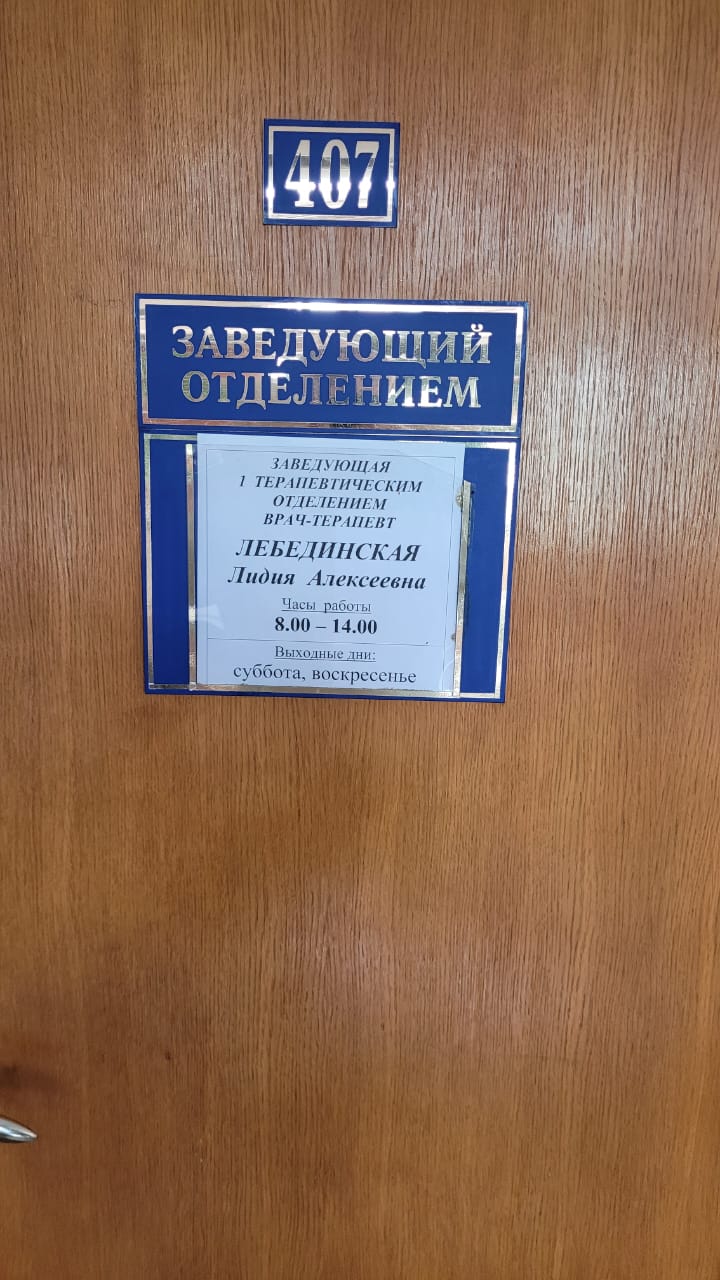 407
ЗАВЕДУЮЩИЙ
ОТДЕЛЕНИЕМ
ЗАВЕДУЮЩАЯ
1 ТЕРАПЕВТИЧЕСКИМ
ОТДЕЛЕНИЕМ
ВРАЧ-ТЕРАПЕВТ
ЛЕБЕДИНСКАЯ
Лидия Алексеевна
Часы работы
8.00 – 14.00
Выходные дни:
суббота, воскресенье